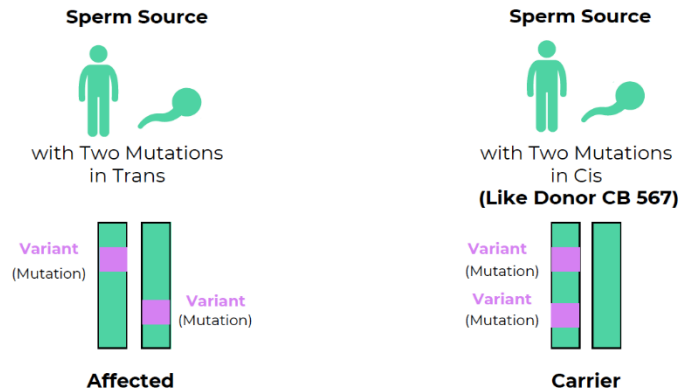 Sperm Source
with Two Mutations
in Trans
Variant
(Mutation)
Variant
(Mutation)
Affected
Sperm Source
with Two Mutations
in Cis
(Like Donor CB 567)
Variant
(Mutation)
Variant
(Mutation)
Carrier